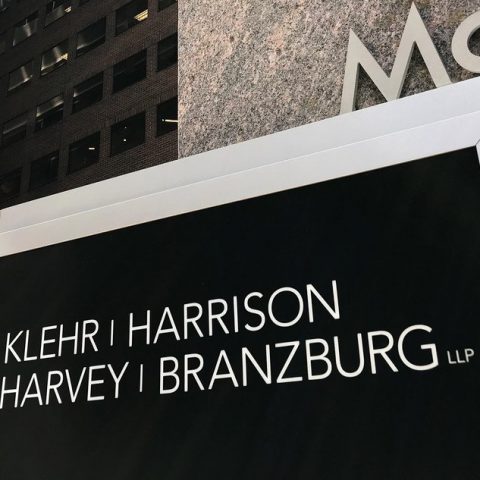 KLEHR | HARRISON
HARVEY | BRANZBURG LLP